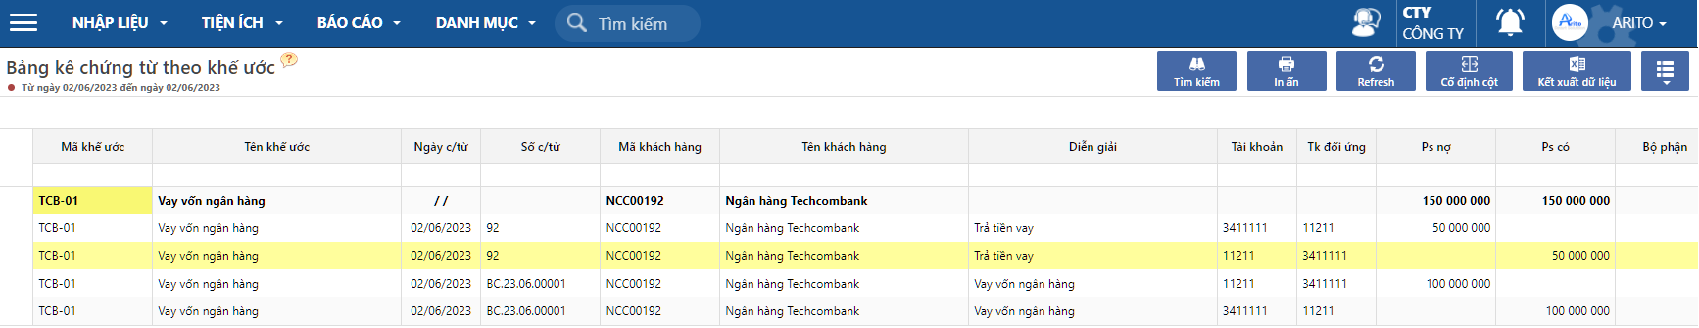 NHẬP LIỆU TIỆN ÍCH BÁO CÁO DANH MỤC Tìm kiếm CTY CÔNG TY Arito ARITO
Bảng kê chứng từ theo khế ước ?
Từ ngày 02/06/2023 đến ngày 02/06/2023
Tìm kiếm In ấn Refresh Cố định cột Kết xuất dữ liệu
Mã khế ước Tên khế ước Ngày c/từ Số c/từ Mã khách hàng Tên khách hàng Diễn giải Tài khoản Tk đối ứng Ps nợ Ps có Bộ phận
TCB-01 Vay vốn ngân hàng / / NCC00192 Ngân hàng Techcombank 150 000 000 150 000 000
TCB-01 Vay vốn ngân hàng 02/06/2023 92 NCC00192 Ngân hàng Techcombank Trả tiền vay 3411111 11211 50 000 000
TCB-01 Vay vốn ngân hàng 02/06/2023 92 NCC00192 Ngân hàng Techcombank Trả tiền vay 11211 3411111 50 000 000
TCB-01 Vay vốn ngân hàng 02/06/2023 BC.23.06.00001 NCC00192 Ngân hàng Techcombank Vay vốn ngân hàng 11211 3411111 100 000 000
TCB-01 Vay vốn ngân hàng 02/06/2023 BC.23.06.00001 NCC00192 Ngân hàng Techcombank Vay vốn ngân hàng 3411111 11211 100 000 000